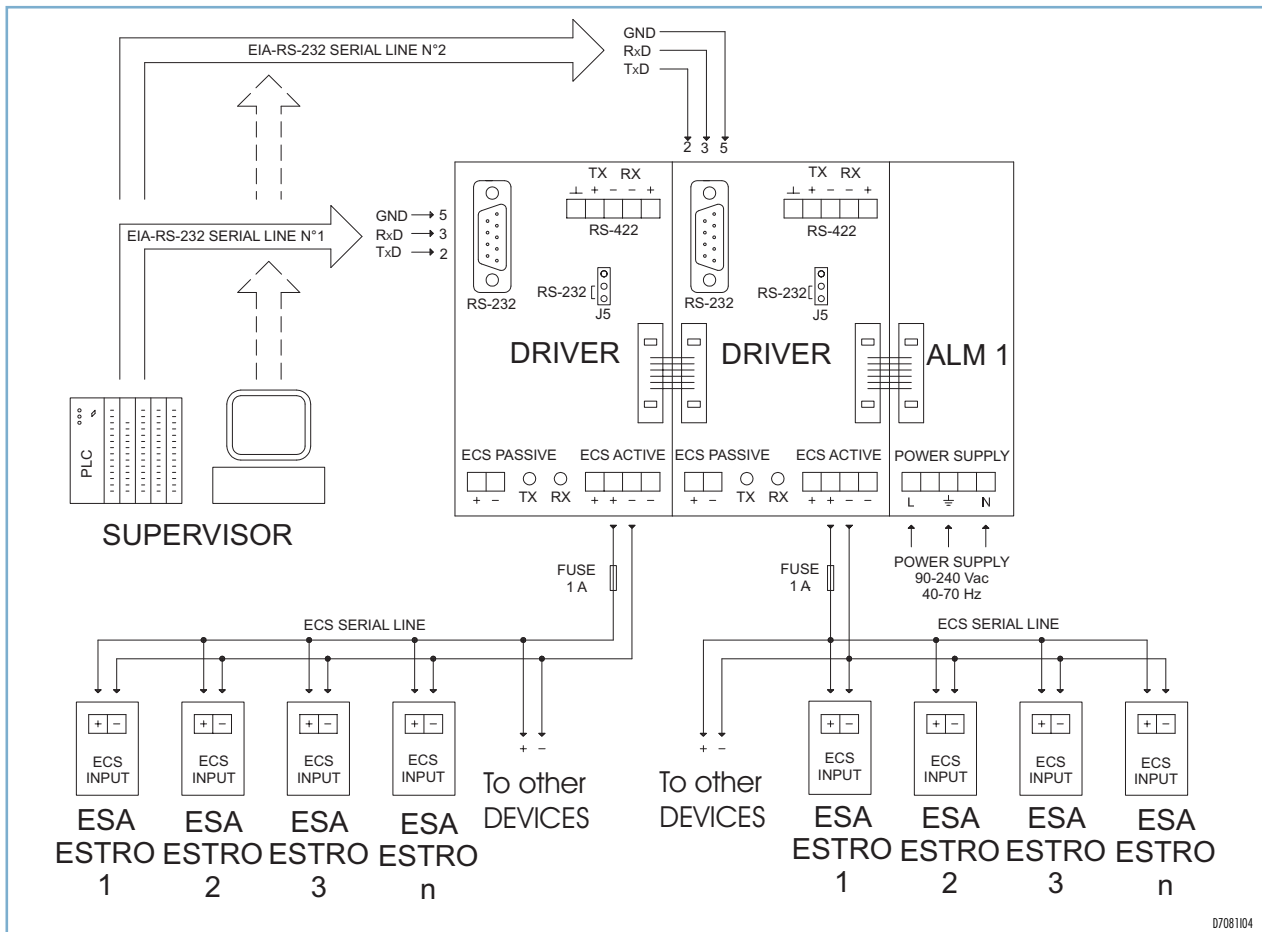 EIA-RS-232 SERIAL LINE N°2
GND
RxD
TxD
2 3 5
EIA-RS-232 SERIAL LINE N°1
GND 5
RxD 3
TxD 2
TX RX
⊥ + − − +
RS-422
RS-232
RS-232
J5
DRIVER
TX RX
⊥ + − − +
RS-422
RS-232
RS-232
J5
DRIVER
ALM 1
PLC
SUPERVISOR
ECS PASSIVE
+ −
TX RX
ECS ACTIVE
+ + − −
ECS PASSIVE
+ −
TX RX
ECS ACTIVE
+ + − −
POWER SUPPLY
L ⏚ N
POWER SUPPLY
90-240 Vac
40-70 Hz
FUSE
1 A
FUSE
1 A
ECS SERIAL LINE
ECS SERIAL LINE
+ −
ECS
INPUT
ESA
ESTRO
1
+ −
ECS
INPUT
ESA
ESTRO
2
+ −
ECS
INPUT
ESA
ESTRO
3
+ −
ECS
INPUT
ESA
ESTRO
n
+ −
To other
DEVICES
+ −
To other
DEVICES
+ −
ECS
INPUT
ESA
ESTRO
1
+ −
ECS
INPUT
ESA
ESTRO
2
+ −
ECS
INPUT
ESA
ESTRO
3
+ −
ECS
INPUT
ESA
ESTRO
n
D7081I04